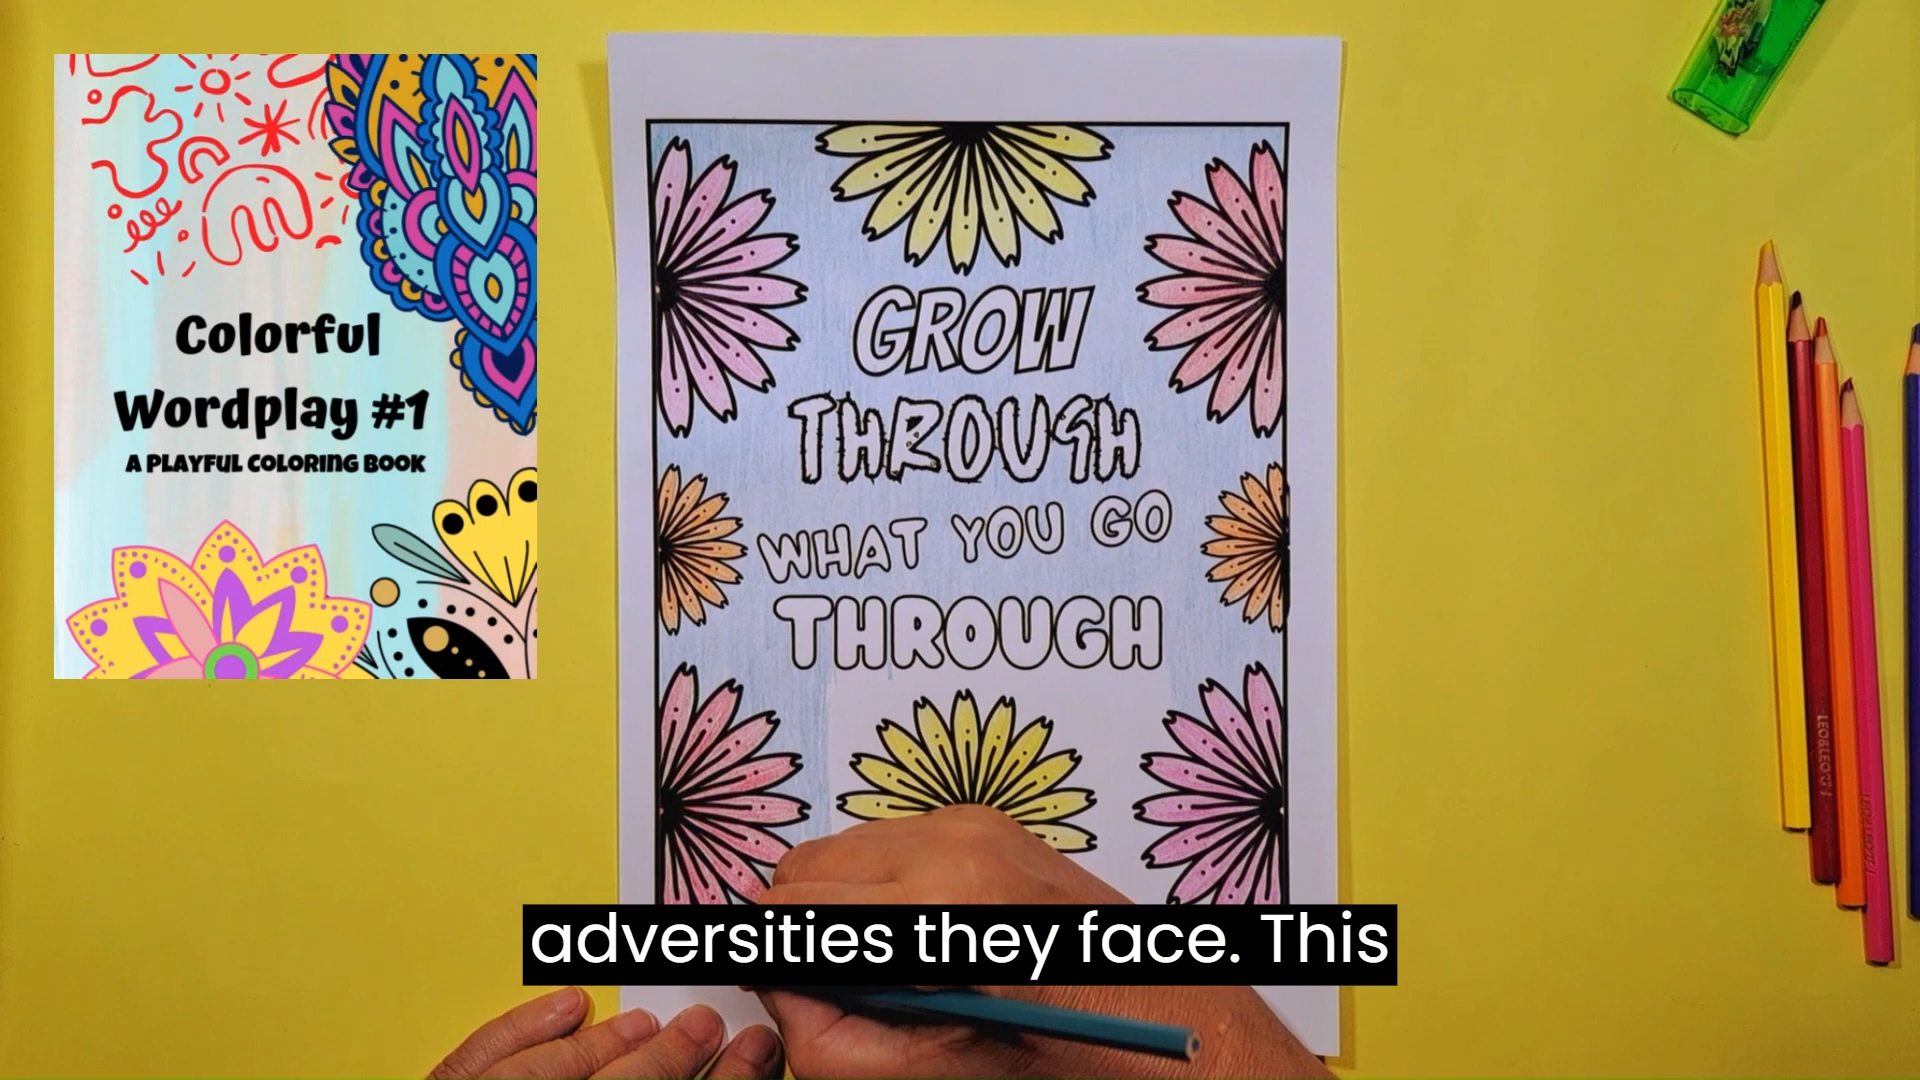 Colorful
Wordplay #1
A PLAYFUL COLORING BOOK
GROW
THROUGH
WHAT YOU GO
THROUGH
adversities they face. This